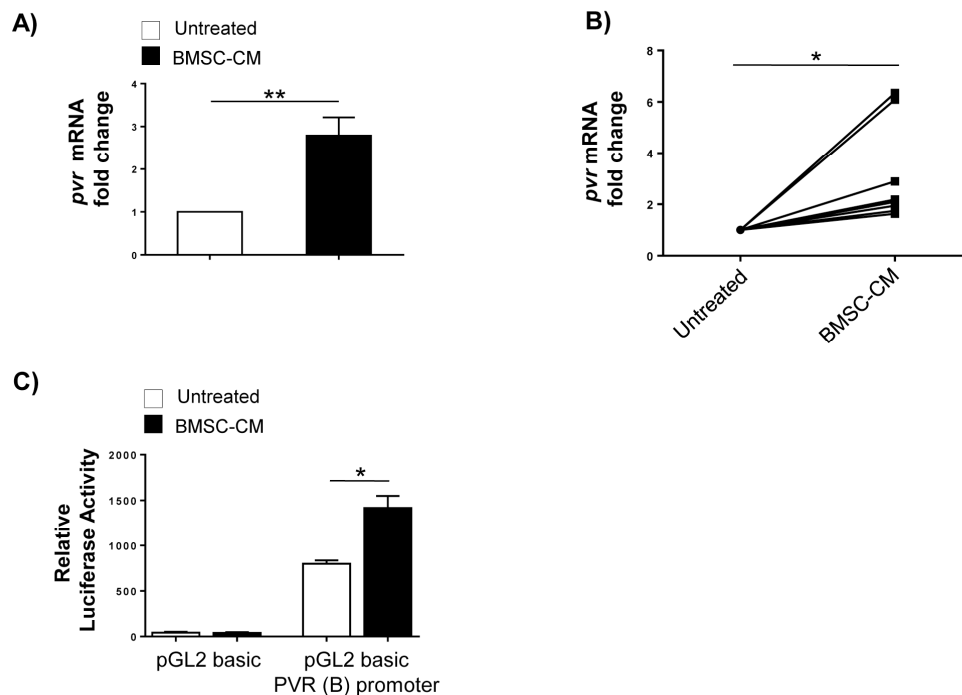 A)
Untreated
BMSC-CM
pvr mRNA
fold change
4
3
2
1
0
**
B)
pvr mRNA
fold change
8
6
4
2
0
*
Untreated
BMSC-CM
C)
Untreated
BMSC-CM
Relative
Luciferase Activity
2000
1500
1000
500
0
*
pGL2 basic
pGL2 basic
PVR (B) promoter